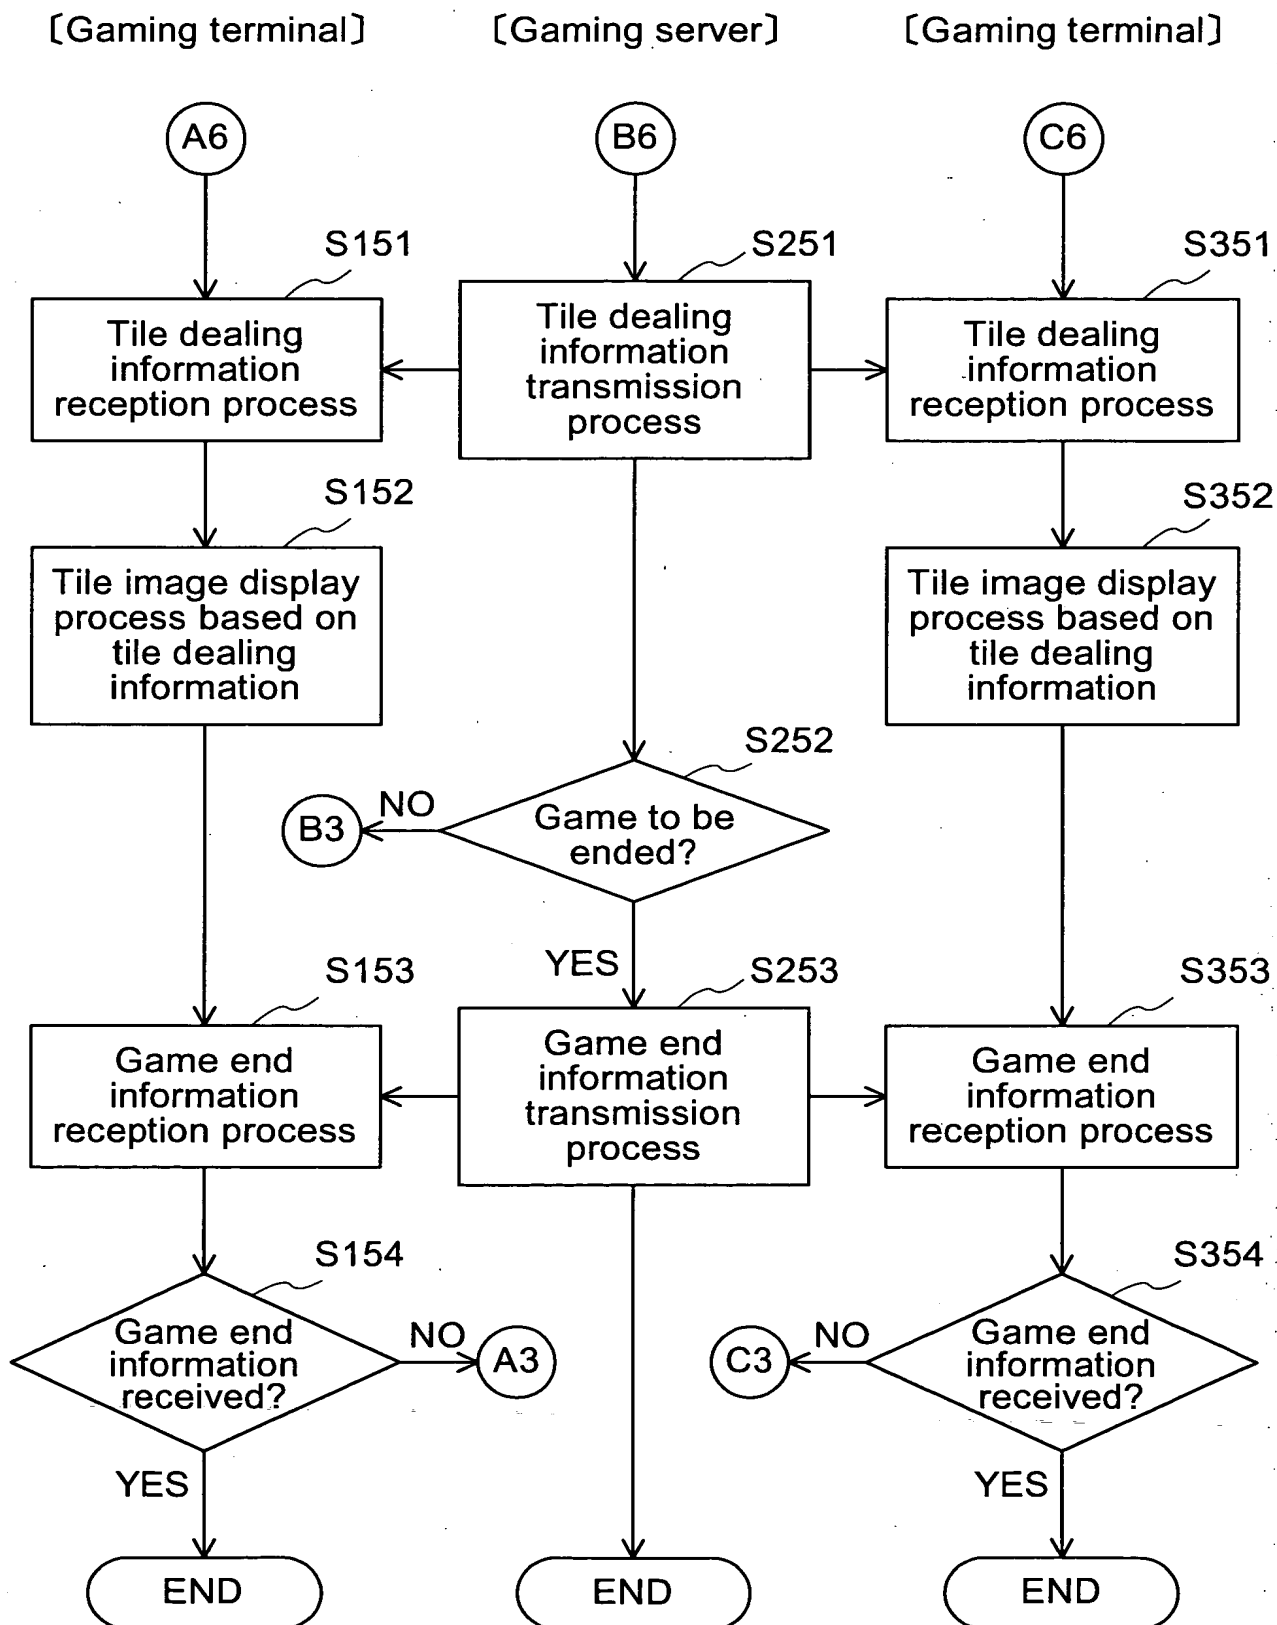 [Gaming terminal]
[Gaming server]
[Gaming terminal]
A6
B6
C6
S151
S251
S351
Tile dealing
information
reception process
Tile dealing
information
transmission
process
Tile dealing
information
reception process
S152
S352
Tile image display
process based on
tile dealing
information
Tile image display
process based on
tile dealing
information
S252
B3
NO
Game to be
ended?
YES
S153
S253
S353
Game end
information
reception process
Game end
information
transmission
process
Game end
information
reception process
S154
S354
Game end
information
received?
NO
A3
C3
NO
Game end
information
received?
YES
YES
END
END
END